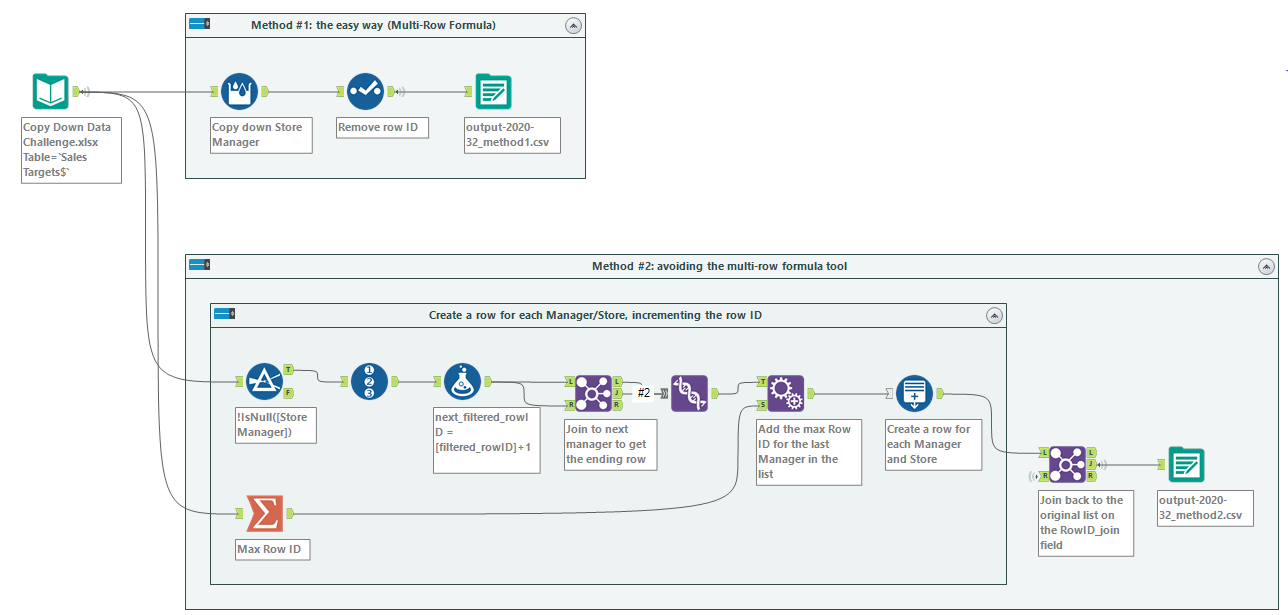 Method #1: the easy way (Multi-Row Formula)
Copy Down Data
Challenge.xlsx
Table=`Sales
Targets$`
Copy down Store
Manager
Remove row ID
output-2020-
32_method1.csv
Method #2: avoiding the multi-row formula tool
Create a row for each Manager/Store, incrementing the row ID
T
F
!IsNull([Store
Manager])
1
2
3
next_filtered_rowI
D =
[filtered_rowID]+1
L
R
L
J
R
Join to next
manager to get
the ending row
#2
T
S
Add the max Row
ID for the last
Manager in the
list
Create a row for
each Manager
and Store
Max Row ID
L
R
L
J
R
Join back to the
original list on
the RowID_join
field
output-2020-
32_method2.csv